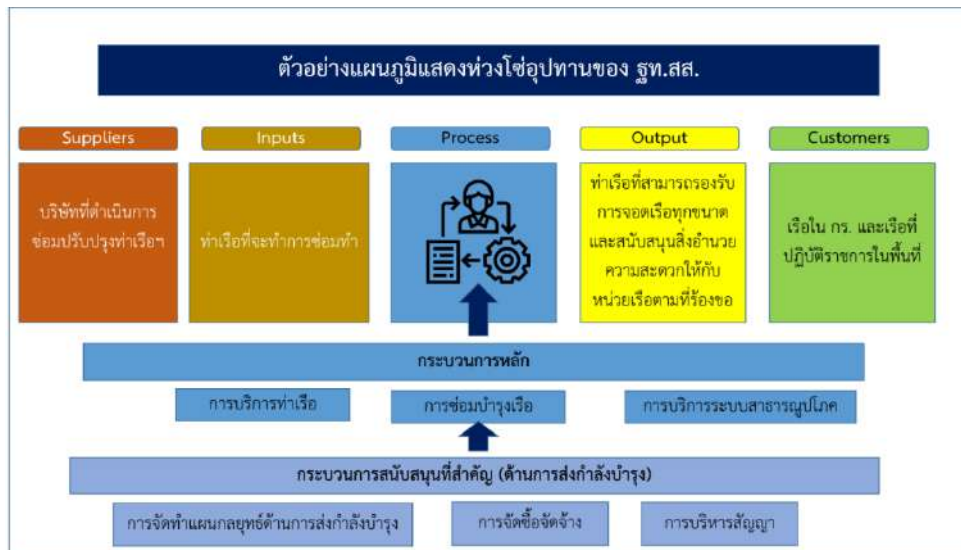 ตัวอย่างแผนภูมิแสดงห่วงโซ่อุปทานของ ฐท.สส.
Suppliers
Inputs
Process
Output
Customers
บริษัทที่ดำเนินการ
ซ่อมปรับปรุงท่าเรือฯ
ท่าเรือที่จะทำการซ่อมทำ
ท่าเรือที่สามารถรองรับ
การจอดเรือทุกขนาด
และสนับสนุนสิ่งอำนวย
ความสะดวกให้กับ
หน่วยเรือตามที่ร้องขอ
เรือใน กร. และเรือที่
ปฏิบัติราชการในพื้นที่
กระบวนการหลัก
การบริการท่าเรือ
การซ่อมบำรุงเรือ
การบริการระบบสาธารณูปโภค
กระบวนการสนับสนุนที่สำคัญ (ด้านการส่งกำลังบำรุง)
การจัดทำแผนกลยุทธ์ด้านการส่งกำลังบำรุง
การจัดซื้อจัดจ้าง
การบริหารสัญญา